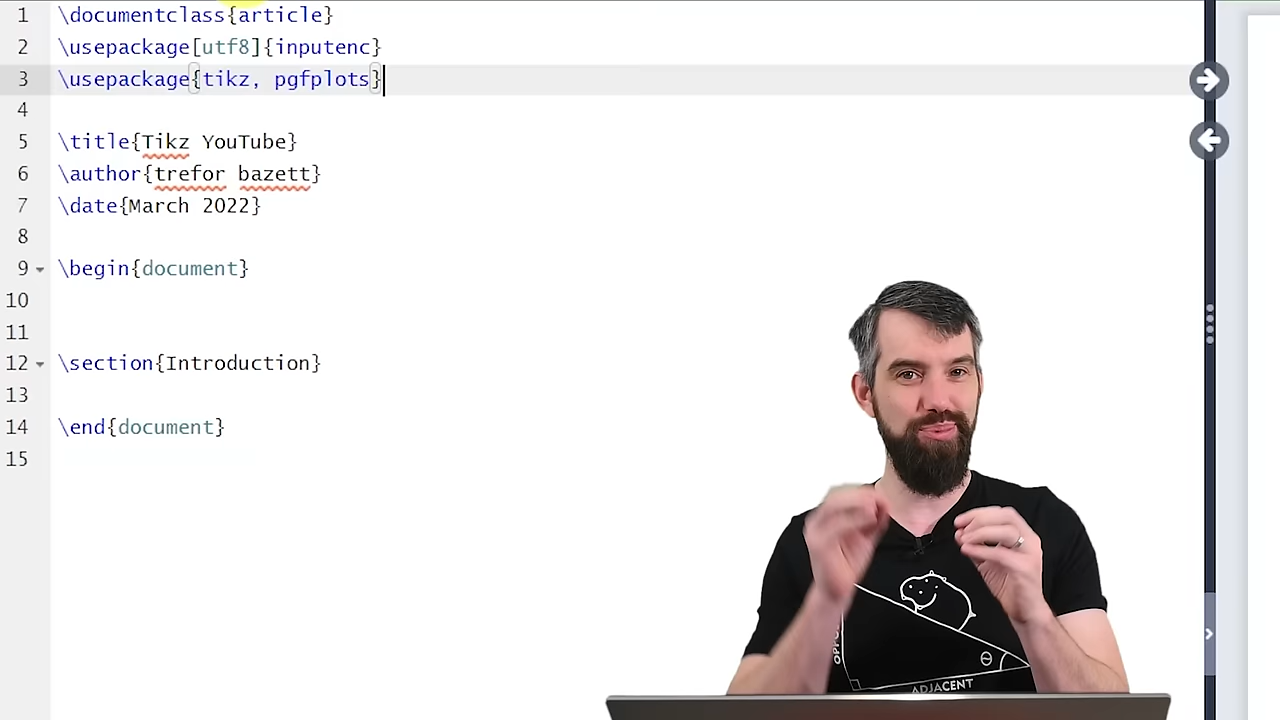 1 \documentclass{article}
2 \usepackage[utf8]{inputenc}
3 \usepackage{tikz, pgfplots}
4
5 \title{Tikz YouTube}
6 \author{trefor bazett}
7 \date{March 2022}
8
9 \begin{document}
10
11
12 \section{Introduction}
13
14 \end{document}
15
θ
ADJACENT